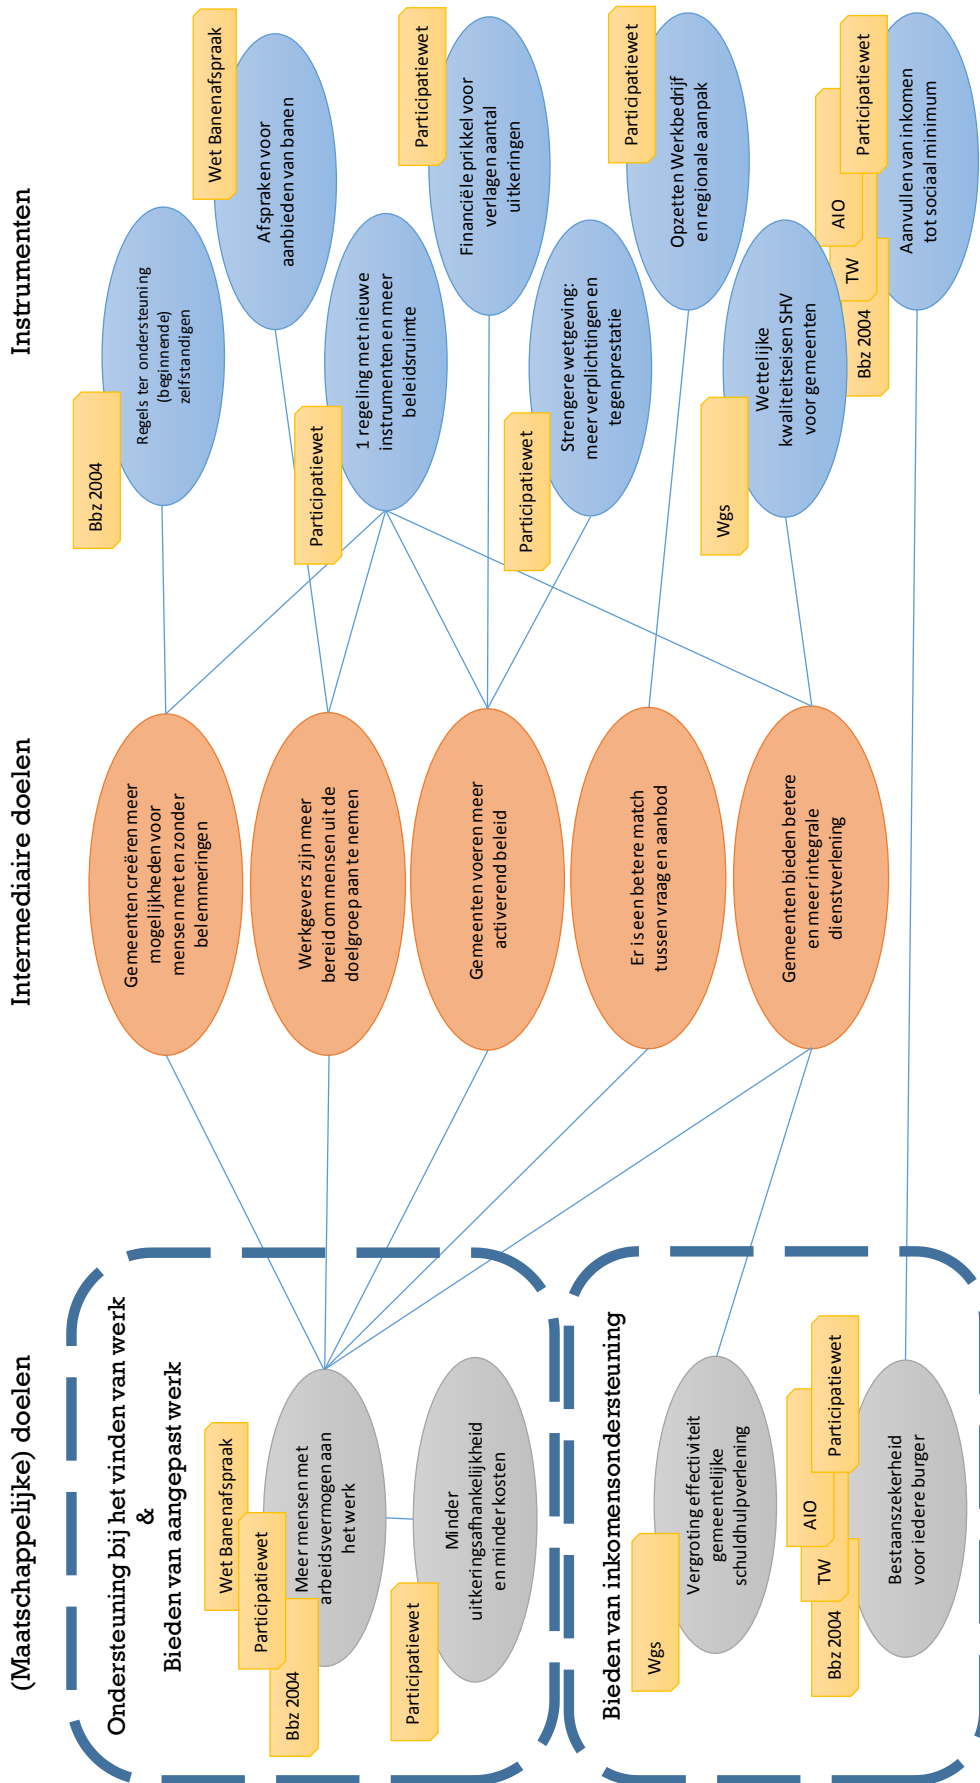 (Maatschappelijke) doelen
Ondersteuning bij het vinden van werk
&
Bieden van aangepast werk
Wet Banenafspraak
Participatiewet
Bbz 2004
Meer mensen met
arbeidsvermogen aan
het werk
Participatiewet
Minder
uitkeringsafhankelijkheid
en minder kosten
Bieden van inkomensondersteuning
Wgs
Vergroting effectiviteit
gemeentelijke
schuldhulpverlening
Bbz 2004
TW
AIO
Participatiewet
Bestaanszekerheid
voor iedere burger
Intermediaire doelen
Gemeenten creëren meer
mogelijkheden voor
mensen met en zonder
belemmeringen
Werkgevers zijn meer
bereid om mensen uit de
doelgroep aan te nemen
Gemeenten voeren meer
activerend beleid
Er is een betere match
tussen vraag en aanbod
Gemeenten bieden betere
en meer integrale
dienstverlening
Instrumenten
Bbz 2004
Regels ter ondersteuning
(beginnende)
zelfstandigen
Wet Banenafspraak
Afspraken voor
aanbieden van banen
Participatiewet
1 regeling met nieuwe
instrumenten en meer
beleidsruimte
Participatiewet
Financiële prikkel voor
verlagen aantal
uitkeringen
Participatiewet
Strengere wetgeving:
meer verplichtingen en
tegenprestatie
Participatiewet
Opzetten Werkbedrijf
en regionale aanpak
Wgs
Wettelijke
kwaliteitseisen SHV
voor gemeenten
Bbz 2004
TW
AIO
Participatiewet
Aanvullen van inkomen
tot sociaal minimum